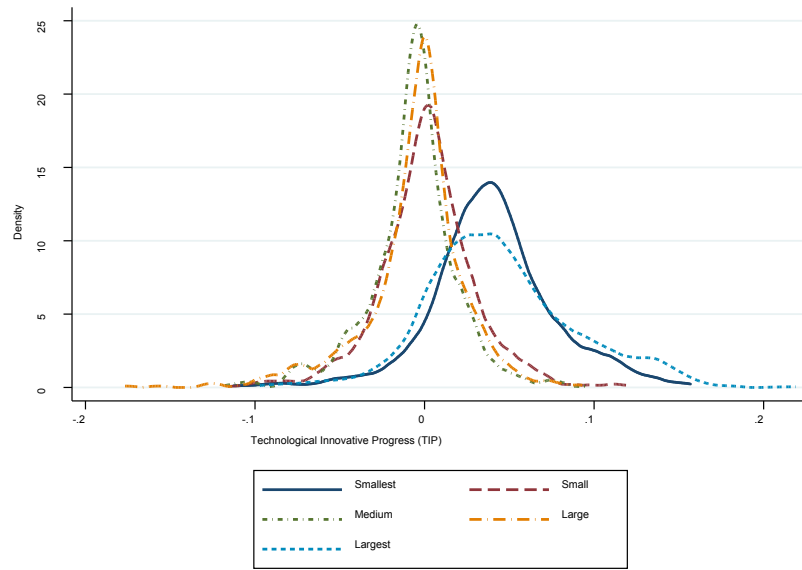 25
20
15
10
5
0
Density
-.2
-.1
0
.1
.2
Technological Innovative Progress (TIP)
Smallest
Small
Medium
Large
Largest